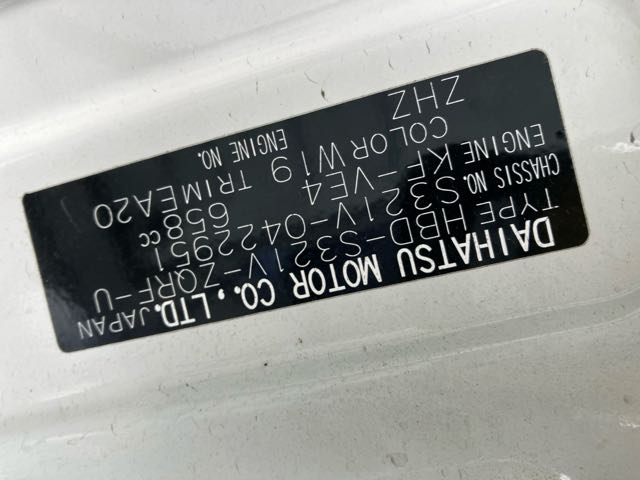 DAIHATSU MOTOR CO., LTD. JAPAN
TYPE HBD-S321V-ZQRF-U
CHASSIS NO. S321V-0422951
ENGINE KF-VE4 658cc
COLOR W19 TRIM EA20
ZHZ ENGINE NO.